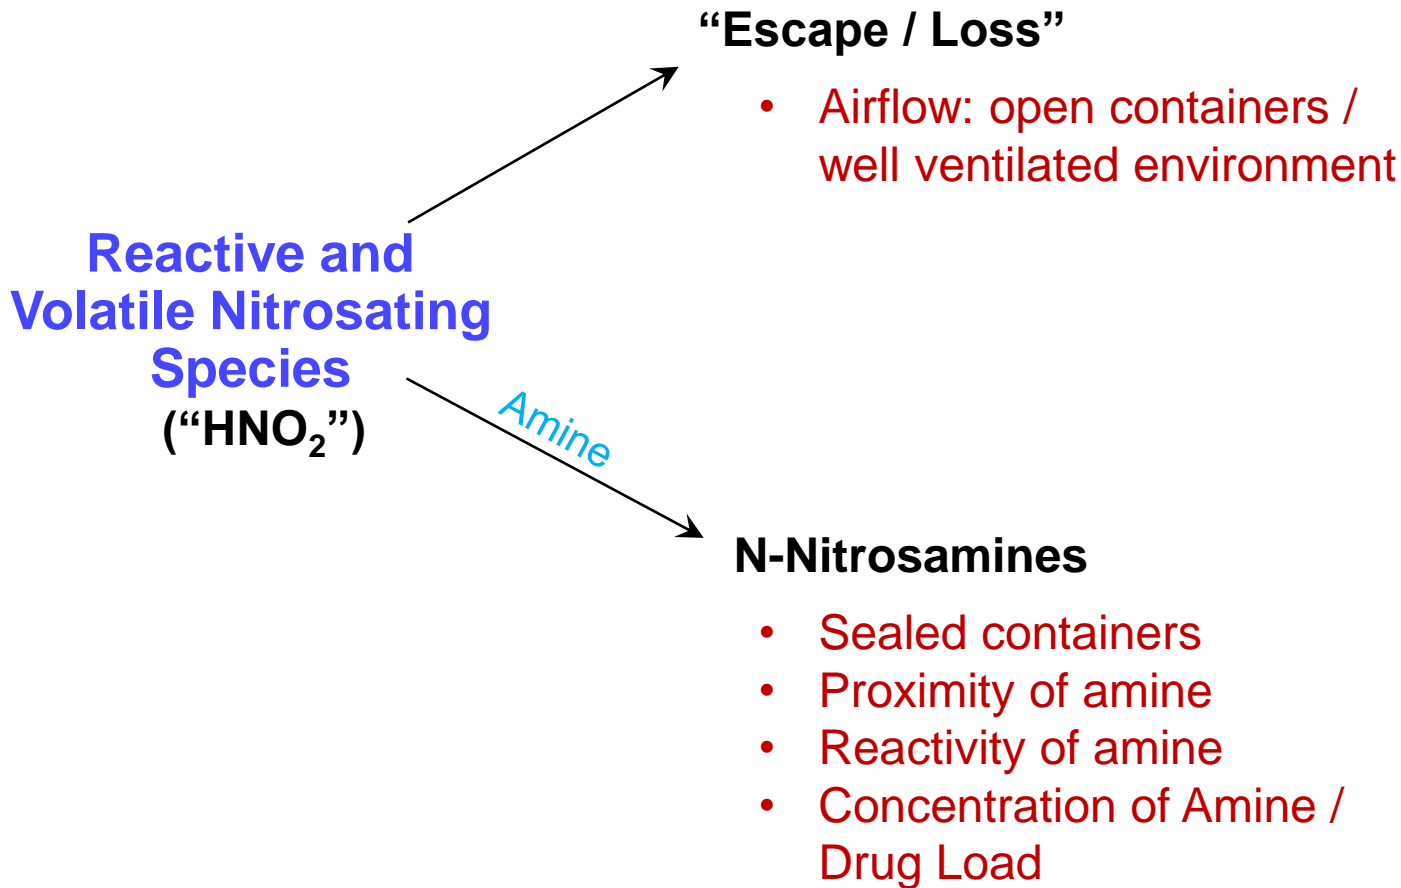 “Escape / Loss”
• Airflow: open containers /
well ventilated environment
Reactive and
Volatile Nitrosating
Species
(“HNO₂”)
Amine
N-Nitrosamines
• Sealed containers
• Proximity of amine
• Reactivity of amine
• Concentration of Amine /
Drug Load